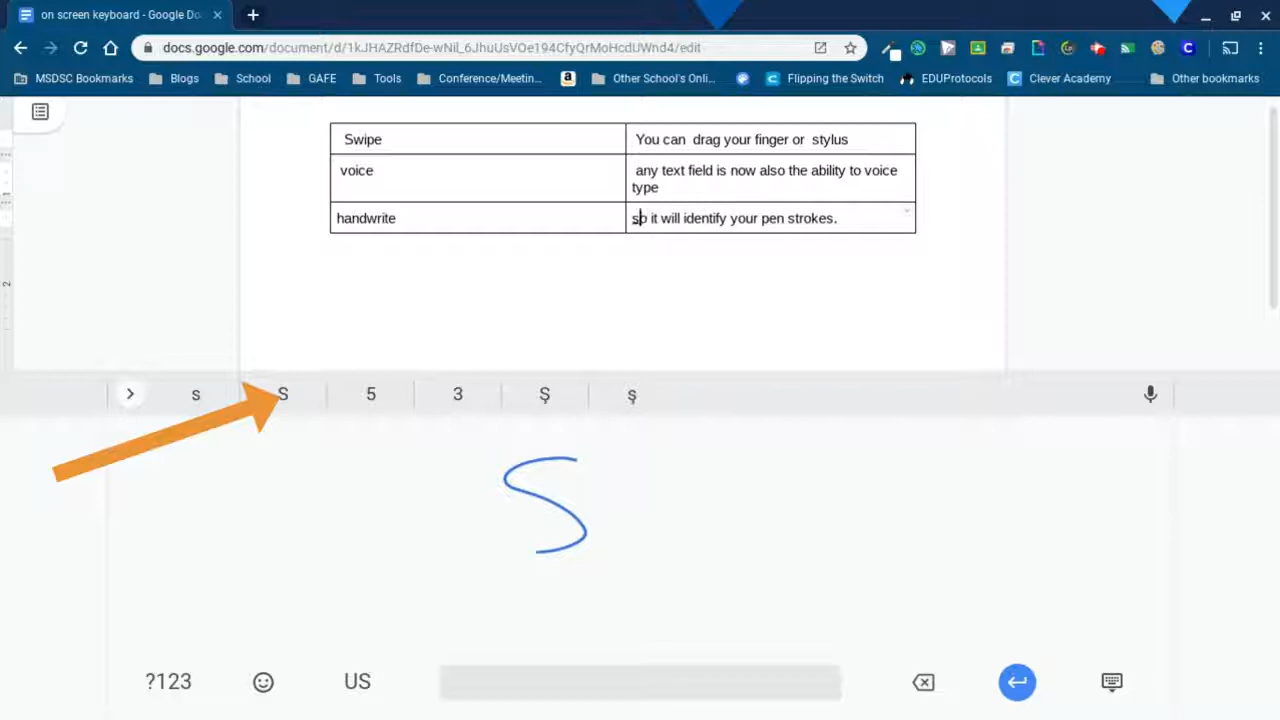 on screen keyboard - Google Do
docs.google.com/document/d/1kJHAZRdfDe-wNil_6JhuUsVOe194CfyQrMoHcdUWnd4/edit
MSDSC Bookmarks Blogs School GAFE Tools Conference/Meetin... Other School's Onli... Flipping the Switch EDUProtocols Clever Academy Other bookmarks
Swipe You can drag your finger or stylus
voice any text field is now also the ability to voice
type
handwrite so it will identify your pen strokes.
2
s S 5 3 Ş ş
S
?123 US